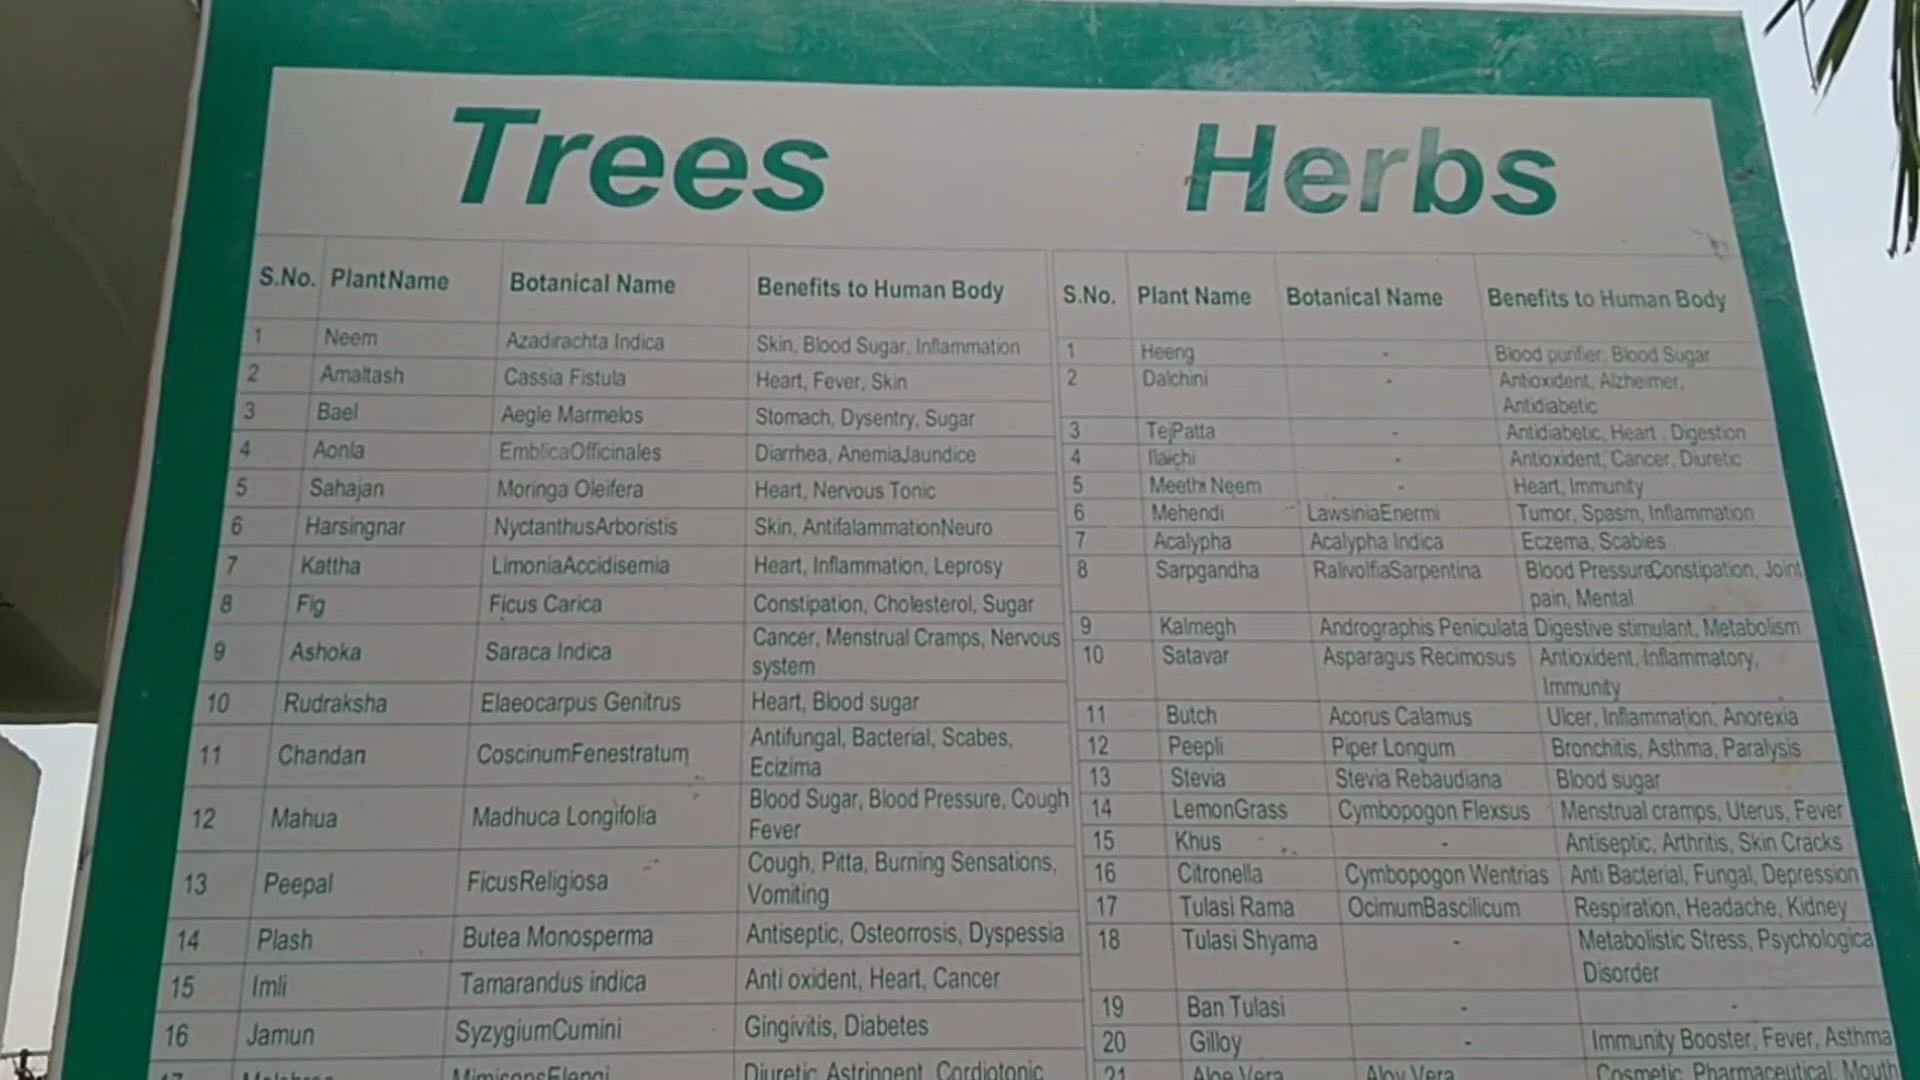 Trees
S.No. PlantName Botanical Name Benefits to Human Body
1 Neem Azadirachta Indica Skin, Blood Sugar, Inflammation
2 Amaltash Cassia Fistula Heart, Fever, Skin
3 Bael Aegle Marmelos Stomach, Dysentry, Sugar
4 Aonla EmblicaOfficinales Diarrhea, AnemiaJaundice
5 Sahajan Moringa Oleifera Heart, Nervous Tonic
6 Harsingnar NyctanthusArboristis Skin, AntifalammationNeuro
7 Kattha LimoniaAccidisemia Heart, Inflammation, Leprosy
8 Fig Ficus Carica Constipation, Cholesterol, Sugar
9 Ashoka Saraca Indica Cancer, Menstrual Cramps, Nervous
system
10 Rudraksha Elaeocarpus Genitrus Heart, Blood sugar
11 Chandan CoscinumFenestratum Antifungal, Bacterial, Scabes,
Ecizima
12 Mahua Madhuca Longifolia Blood Sugar, Blood Pressure, Cough
Fever
13 Peepal FicusReligiosa Cough, Pitta, Burning Sensations,
Vomiting
14 Plash Butea Monosperma Antiseptic, Osteorrosis, Dyspessia
15 Imli Tamarandus indica Anti oxident, Heart, Cancer
16 Jamun SyzygiumCumini Gingivitis, Diabetes
Diuretic Astringent Cordiotonic
Herbs
S.No. Plant Name Botanical Name Benefits to Human Body
1 Heeng - Blood purifier, Blood Sugar
2 Dalchini - Antioxident, Alzheimer,
Antidiabetic
3 TejPatta - Antidiabetic, Heart , Digestion
4 Ilaichi - Antioxident, Cancer, Diuretic
5 Meethi Neem - Heart, Immunity
6 Mehendi LawsiniaEnermi Tumor, Spasm, Inflammation
7 Acalypha Acalypha Indica Eczema, Scabies
8 Sarpgandha RalivolfiaSarpentina Blood PressureConstipation, Joint
pain, Mental
9 Kalmegh Andrographis Peniculata Digestive stimulant, Metabolism
10 Satavar Asparagus Recimosus Antioxident, Inflammatory,
Immunity
11 Butch Acorus Calamus Ulcer, Inflammation, Anorexia
12 Peepli Piper Longum Bronchitis, Asthma, Paralysis
13 Stevia Stevia Rebaudiana Blood sugar
14 LemonGrass Cymbopogon Flexsus Menstrual cramps, Uterus, Fever
15 Khus - Antiseptic, Arthritis, Skin Cracks
16 Citronella Cymbopogon Wentrias Anti Bacterial, Fungal, Depression
17 Tulasi Rama OcimumBascilicum Respiration, Headache, Kidney
18 Tulasi Shyama - Metabolistic Stress, Psychologica
Disorder
19 Ban Tulasi - -
20 Gilloy - Immunity Booster, Fever, Asthma
21 Aloe Vera Aloy Vera Cosmetic, Pharmaceutical, Mouth